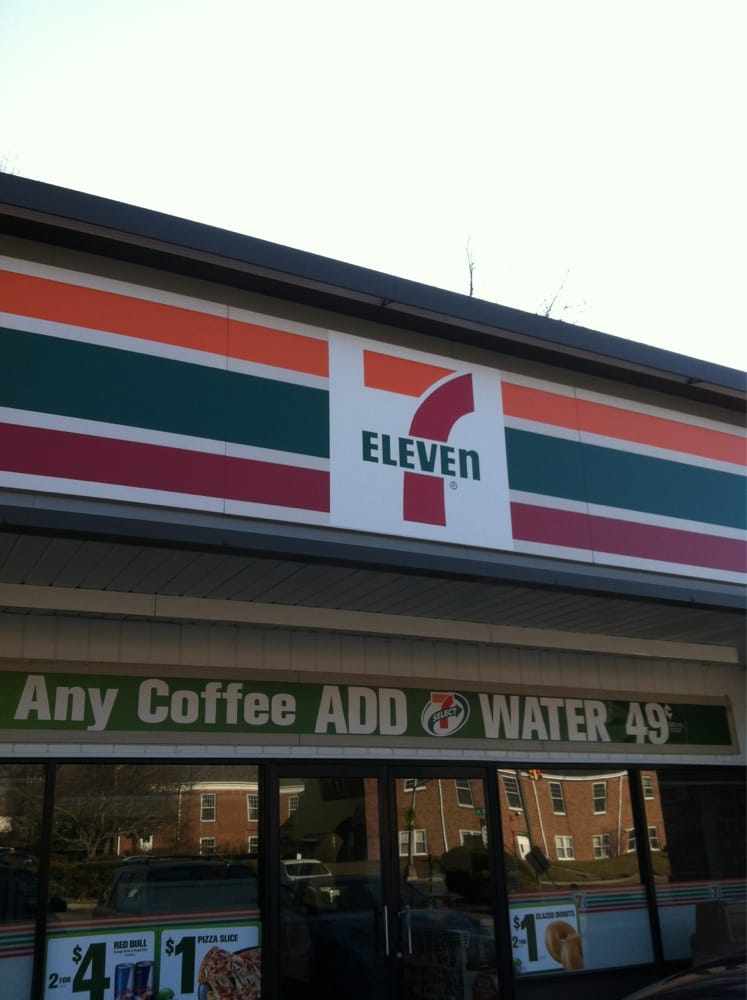 7
ELEVEn
®
Any Coffee ADD 7 SELECT WATER 49¢
2 FOR $4 RED BULL
$1 PIZZA SLICE
2 FOR $1 GLAZED DONUTS